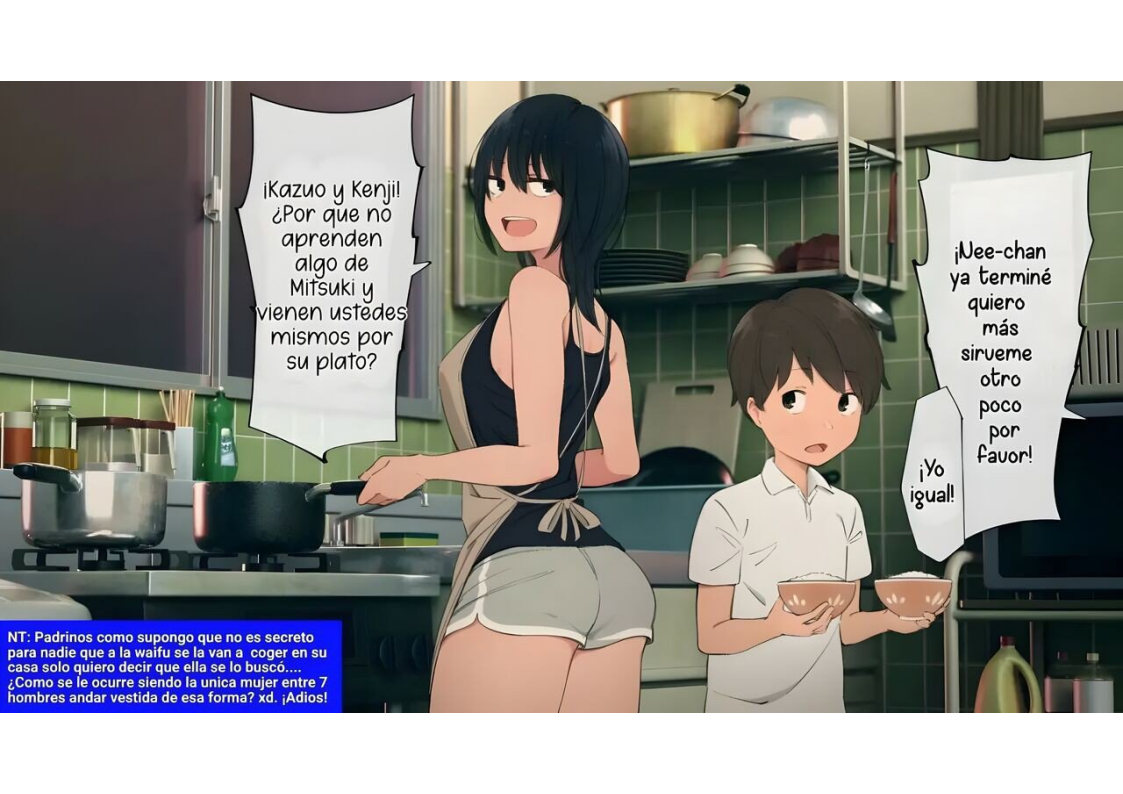 ¡Kazuo y Kenji!
¿Por que no
aprenden
algo de
Mitsuki y
vienen ustedes
mismos por
su plato?
¡Nee-chan
ya terminé
quiero
más
sirveme
otro
poco
por
favor!
¡Yo
igual!
NT: Padrinos como supongo que no es secreto
para nadie que a la waifu se la van a coger en su
casa solo quiero decir que ella se lo buscó....
¿Como se le ocurre siendo la unica mujer entre 7
hombres andar vestida de esa forma? xd. ¡Adios!